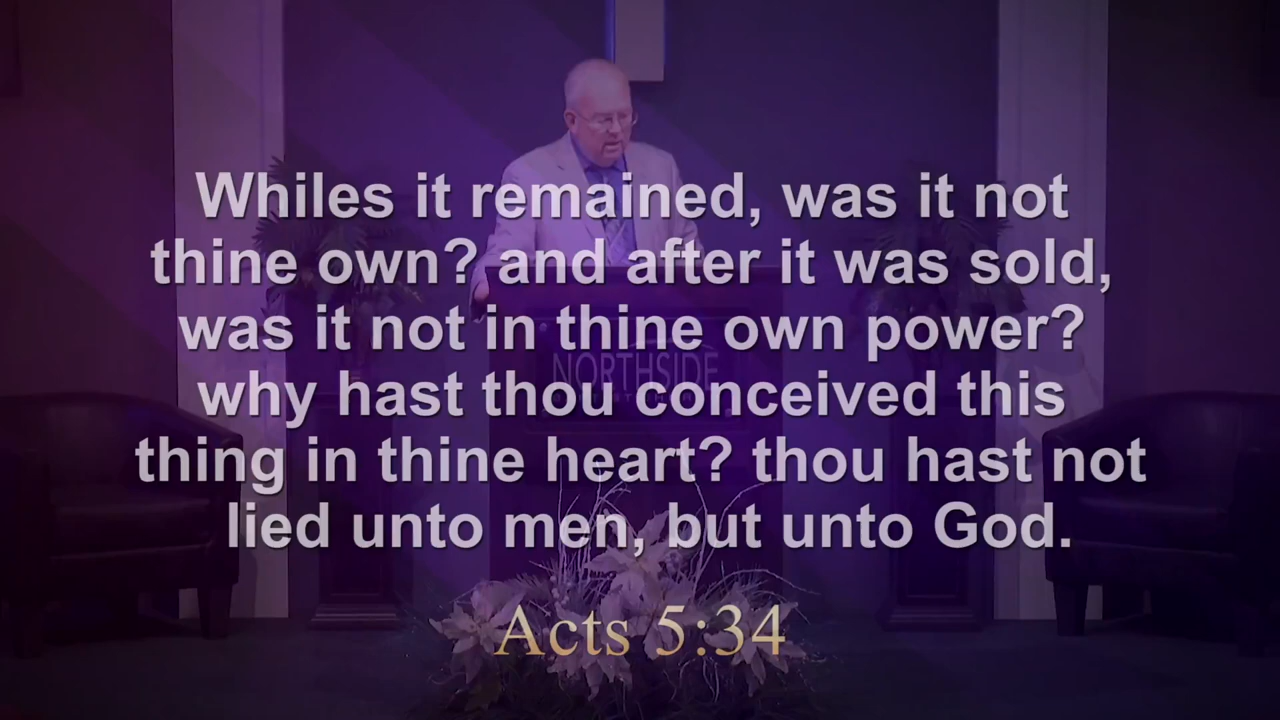 Whiles it remained, was it not
thine own? and after it was sold,
was it not in thine own power?
why hast thou conceived this
thing in thine heart? thou hast not
lied unto men, but unto God.
NORTHSIDE
Acts 5:34